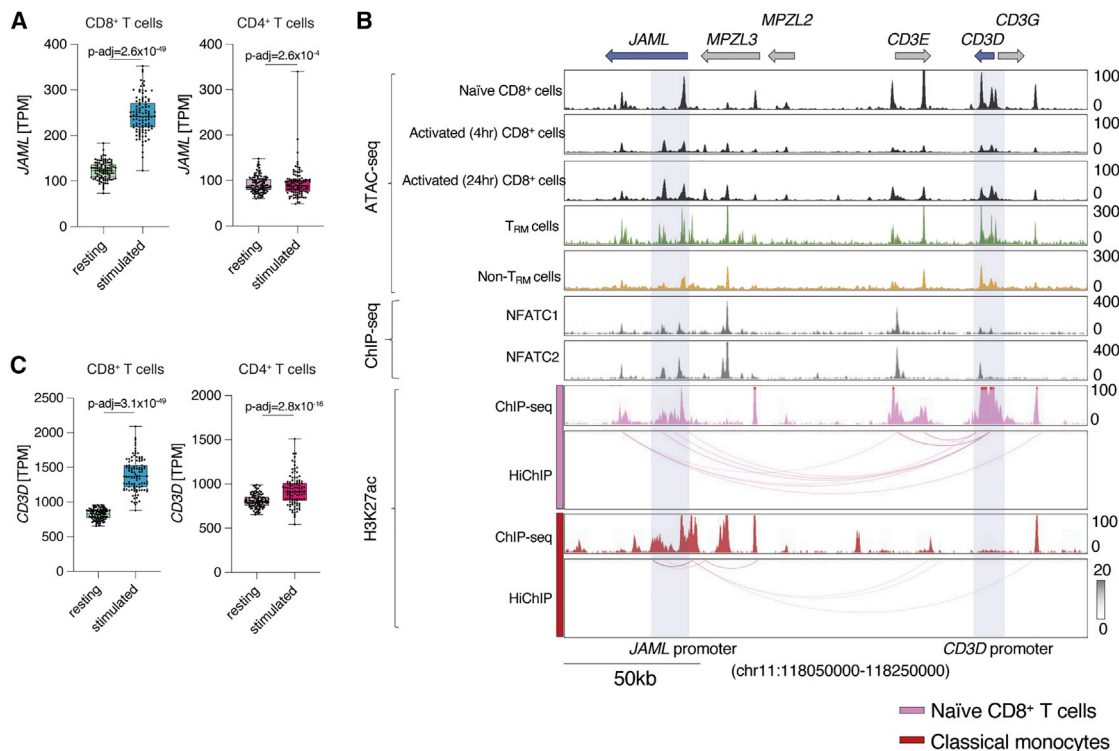 A
CD8⁺ T cells
CD4⁺ T cells
p-adj=2.6x10⁻⁴⁹
p-adj=2.6x10⁻⁴
JAML [TPM]
400
300
200
100
0
resting
stimulated
JAML [TPM]
400
300
200
100
0
resting
stimulated
C
CD8⁺ T cells
CD4⁺ T cells
p-adj=3.1x10⁻⁴⁹
p-adj=2.8x10⁻¹⁶
CD3D [TPM]
2500
2000
1500
1000
500
0
resting
stimulated
CD3D [TPM]
2000
1500
1000
500
0
resting
stimulated
B
MPZL2
CD3G
JAML
MPZL3
CD3E
CD3D
ATAC-seq
Naïve CD8⁺ cells
100
0
Activated (4hr) CD8⁺ cells
100
0
Activated (24hr) CD8⁺ cells
100
0
TRM cells
300
0
Non-TRM cells
300
0
ChIP-seq
NFATC1
400
0
NFATC2
400
0
H3K27ac
ChIP-seq
100
0
HiChIP
ChIP-seq
100
0
HiChIP
20
0
JAML promoter
CD3D promoter
50kb
(chr11:118050000-118250000)
Naïve CD8⁺ T cells
Classical monocytes